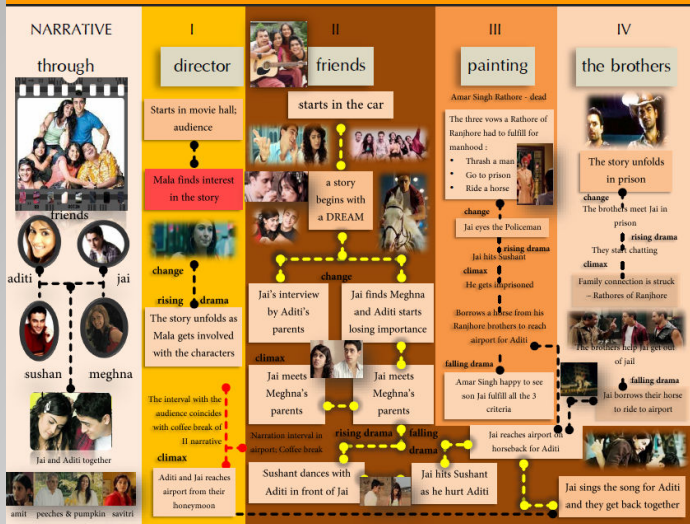 NARRATIVE
through
friends
aditi
jai
sushan
meghna
Jai and Aditi together
amit peeches & pumpkin savitri
I
director
Starts in movie hall;
audience
Mala finds interest
in the story
change
rising drama
The story unfolds as
Mala gets involved
with the characters
The interval with the
audience coincides
with coffee break of
II narrative
climax
Aditi and Jai reaches
airport from their
honeymoon
II
friends
starts in the car
a story
begins with
a DREAM
change
Jai's interview
by Aditi's
parents
Jai finds Meghna
and Aditi starts
losing importance
climax
Jai meets
Meghna's
parents
Jai meets
Meghna's
parents
Narration interval in
airport; Coffee break
rising drama
falling
drama
Sushant dances with
Aditi in front of Jai
Jai hits Sushant
as he hurt Aditi
III
painting
Amar Singh Rathore - dead
The three vows a Rathore of
Ranjhore had to fulfill for
manhood :
• Thrash a man
• Go to prison
• Ride a horse
change
Jai eyes the Policeman
rising drama
Jai hits Sushant
climax
He gets imprisoned
Borrows a horse from his
Ranjhore brothers to reach
airport for Aditi
falling drama
Amar Singh happy to see
son Jai fulfill all the 3
criteria
Jai reaches airport on
horseback for Aditi
IV
the brothers
The story unfolds
in prison
change
The brothers meet Jai in
prison
rising drama
They start chatting
climax
Family connection is struck
– Rathores of Ranjhore
The brothers help Jai get out
of jail
falling drama
Jai borrows their horse
to ride to airport
Jai sings the song for Aditi
and they get back together